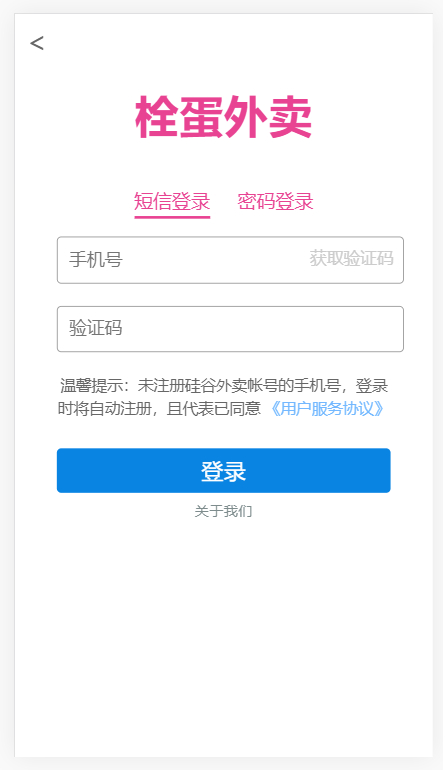 <
栓蛋外卖
短信登录 密码登录
手机号 获取验证码
验证码
温馨提示：未注册硅谷外卖帐号的手机号，登录
时将自动注册，且代表已同意《用户服务协议》
登录
关于我们